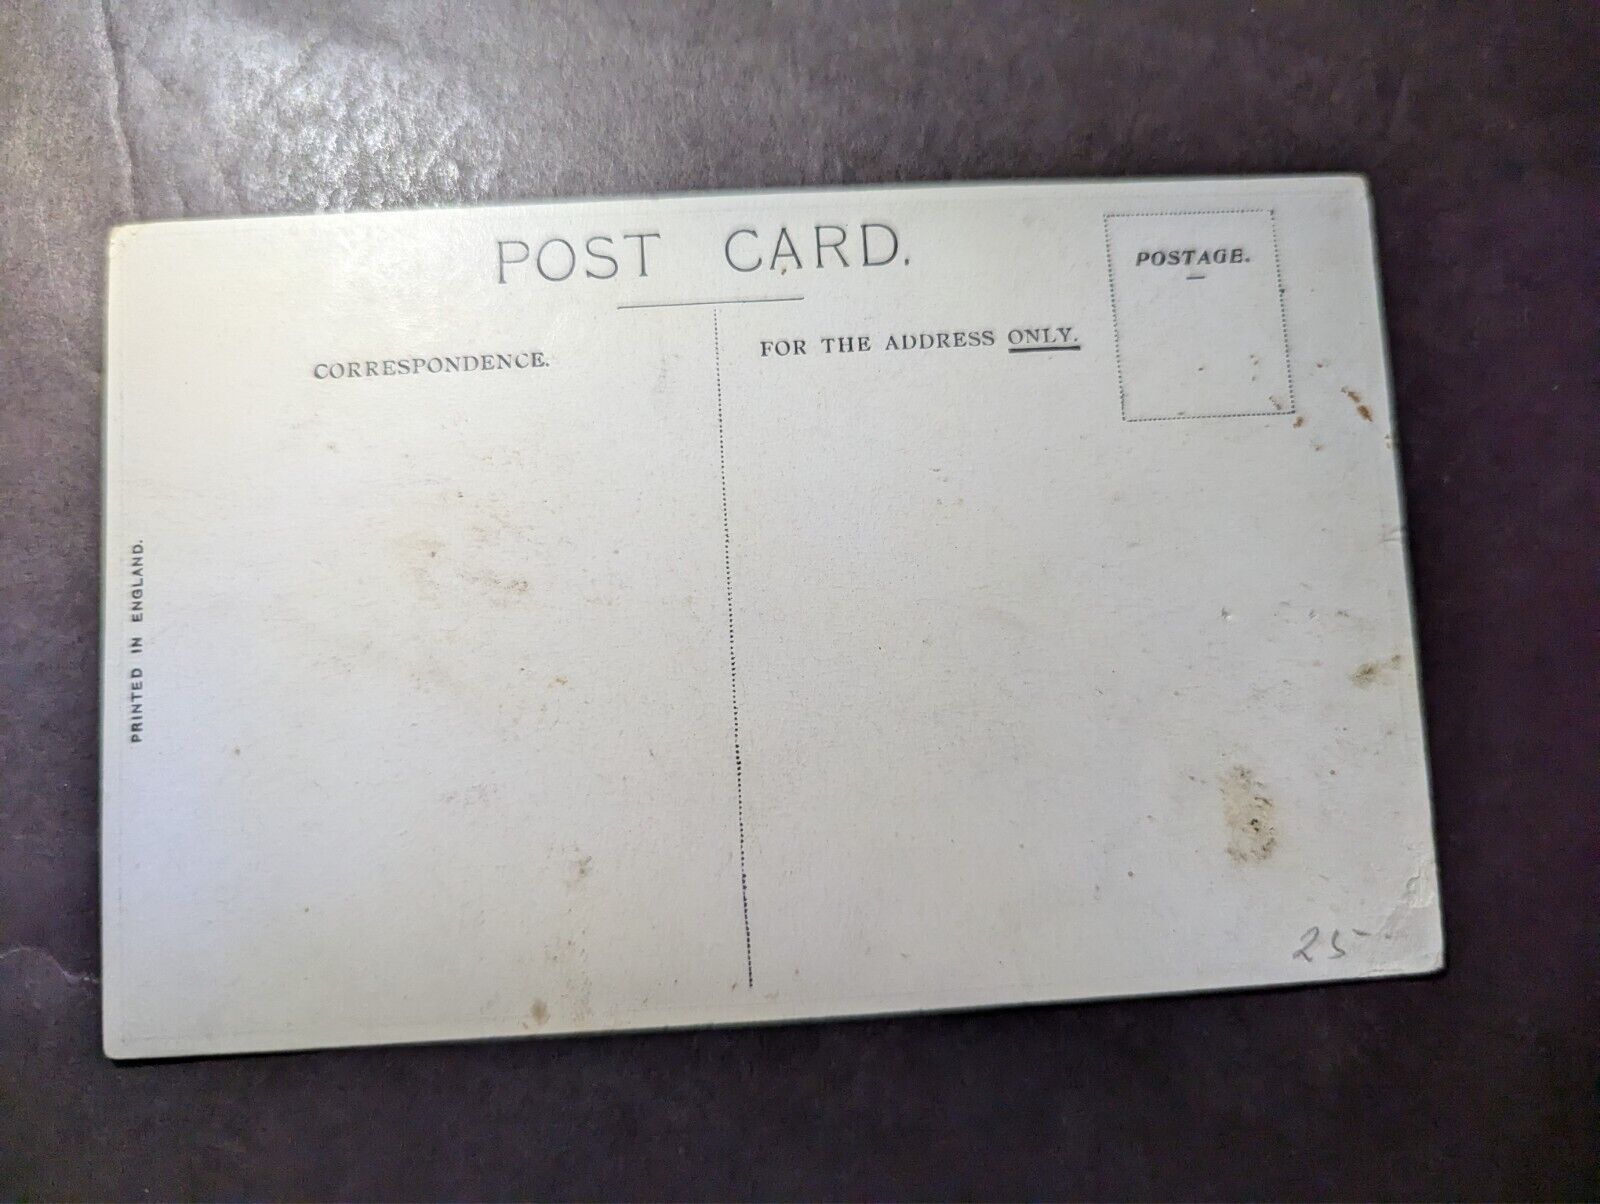 POST CARD.
POSTAGE.
CORRESPONDENCE.
FOR THE ADDRESS ONLY.
PRINTED IN ENGLAND.
25